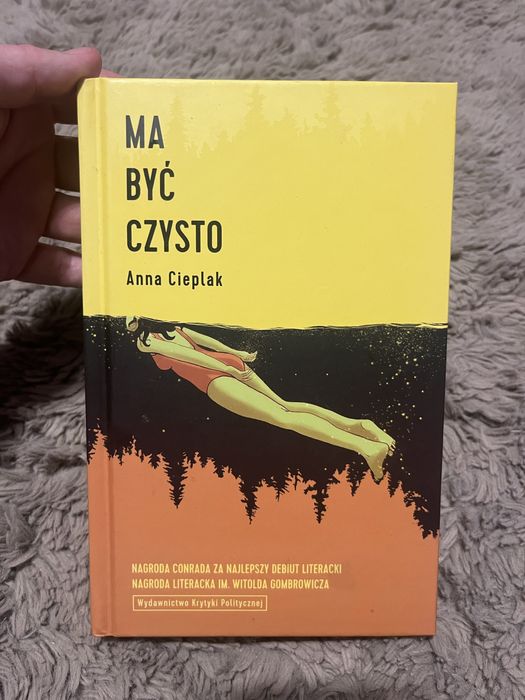 MA
BYĆ
CZYSTO
Anna Cieplak
NAGRODA CONRADA ZA NAJLEPSZY DEBIUT LITERACKI
NAGRODA LITERACKA IM. WITOLDA GOMBROWICZA
Wydawnictwo Krytyki Politycznej